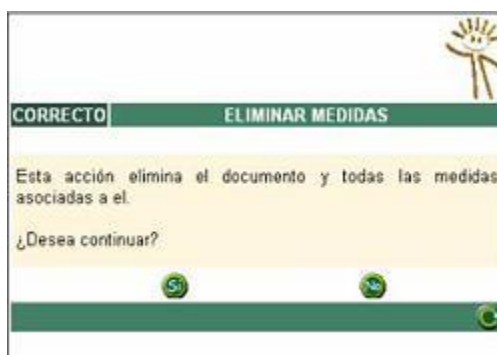 CORRECTO ELIMINAR MEDIDAS
Esta acción elimina el documento y todas las medidas
asociadas a el.
¿Desea continuar?
Si No